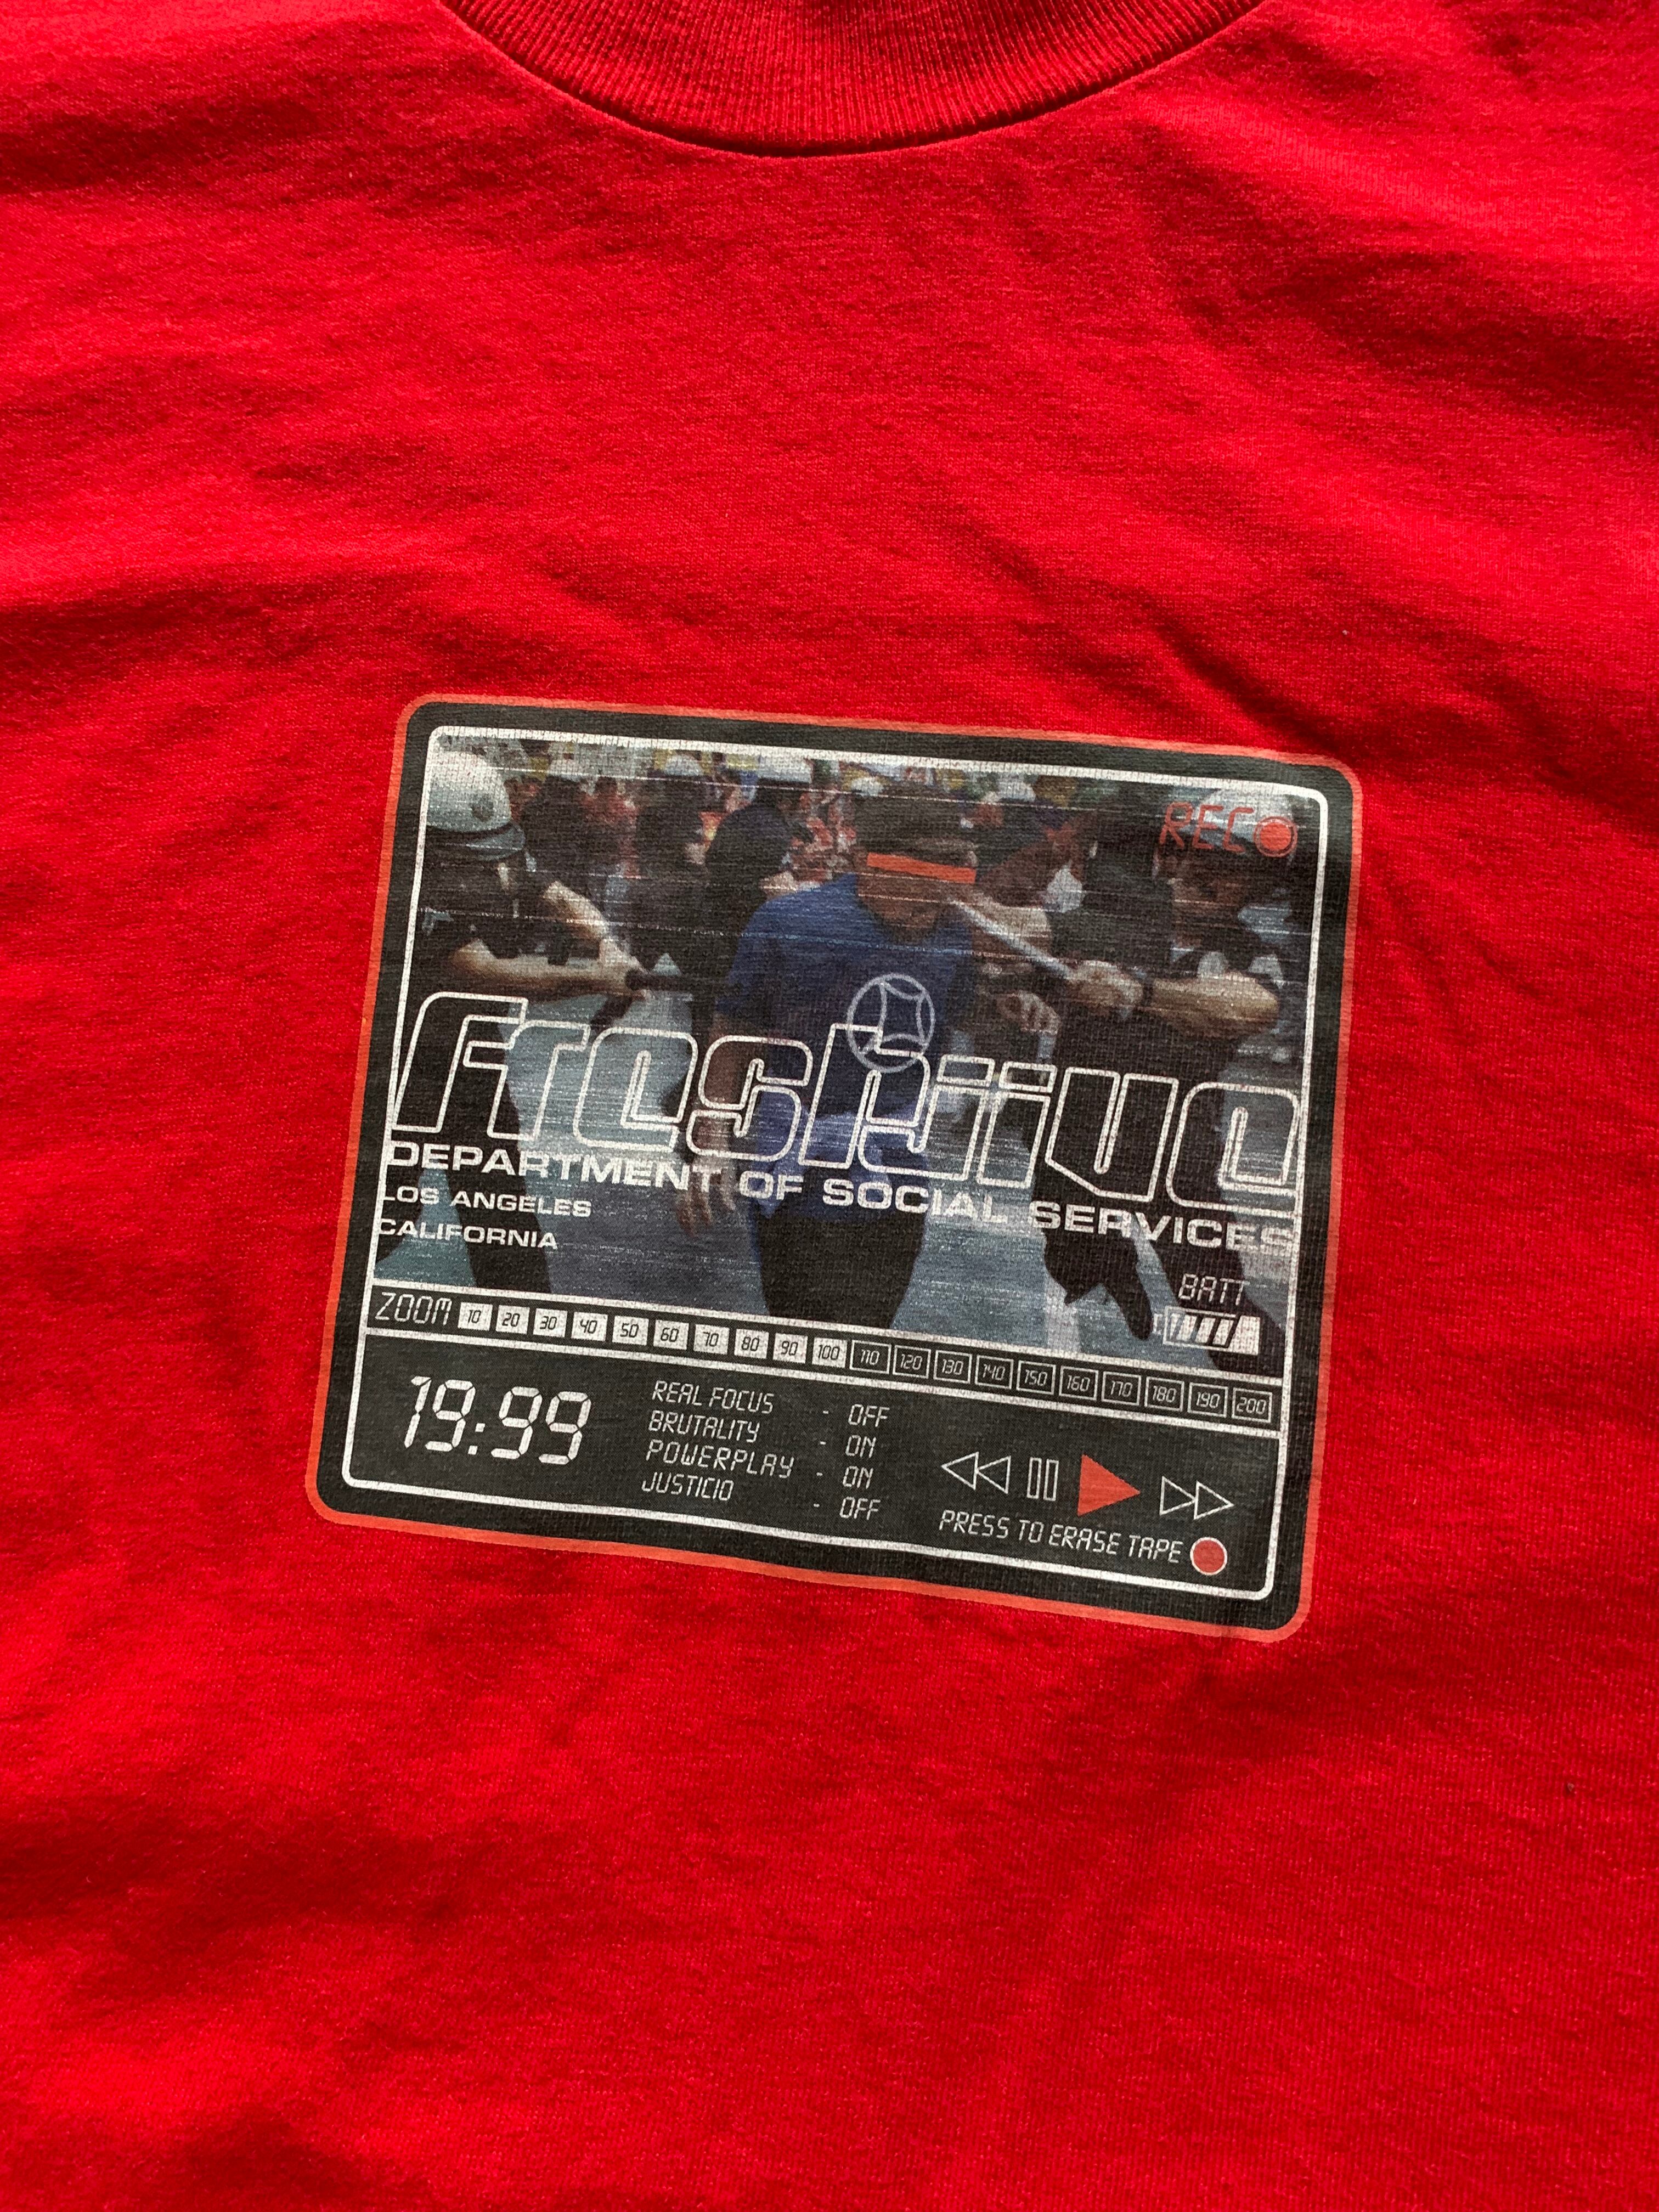 REC
freshjive
DEPARTMENT OF SOCIAL SERVICES
LOS ANGELES
CALIFORNIA
BATT
ZOOM 10 20 30 40 50 60 70 80 90 100 110 120 130 140 150 160 170 180 190 200
19:99
REAL FOCUS - OFF
BRUTALITY - ON
POWERPLAY - ON
JUSTICIO - OFF
PRESS TO ERASE TAPE